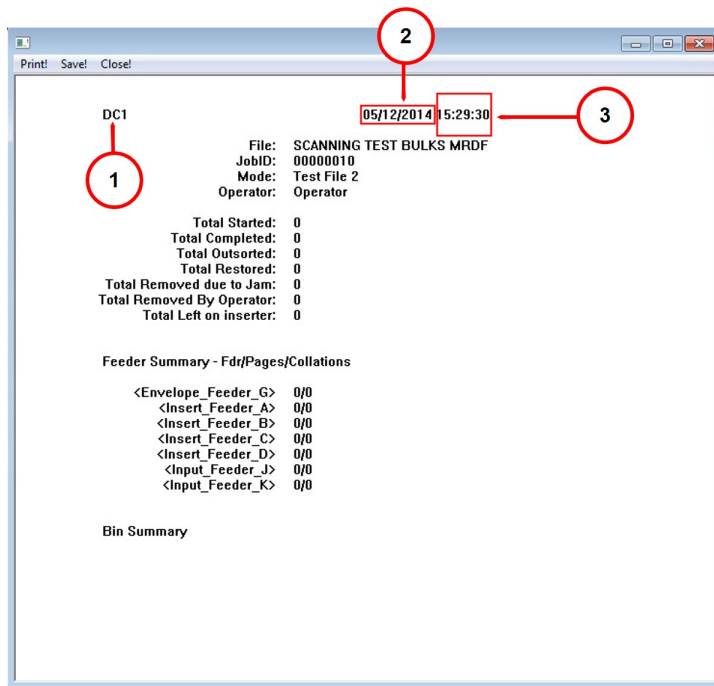 2
Print! Save! Close!
DC1 05/12/2014 15:29:30 3
1
File: SCANNING TEST BULKS MRDF
JobID: 00000010
Mode: Test File 2
Operator: Operator
Total Started: 0
Total Completed: 0
Total Outsorted: 0
Total Restored: 0
Total Removed due to Jam: 0
Total Removed By Operator: 0
Total Left on inserter: 0
Feeder Summary - Fdr/Pages/Collations
<Envelope_Feeder_G> 0/0
<Insert_Feeder_A> 0/0
<Insert_Feeder_B> 0/0
<Insert_Feeder_C> 0/0
<Insert_Feeder_D> 0/0
<Input_Feeder_J> 0/0
<Input_Feeder_K> 0/0
Bin Summary